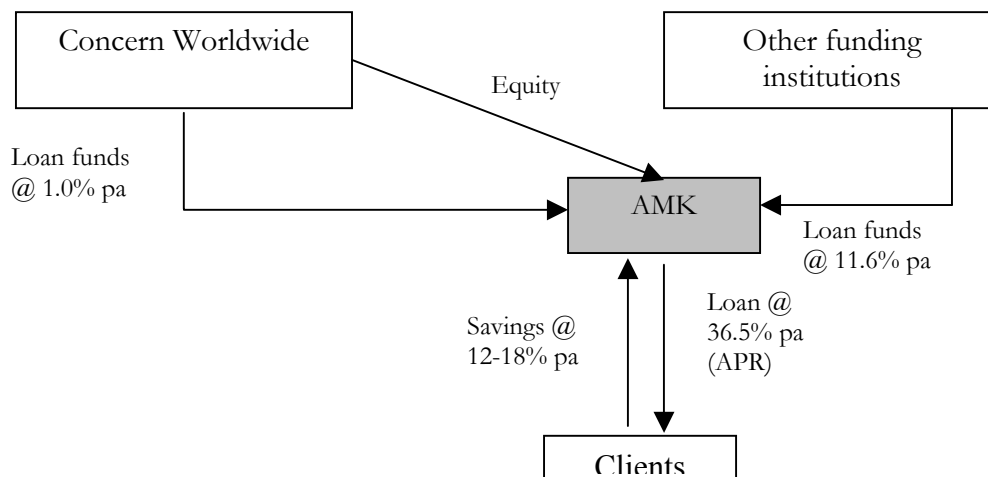 Concern Worldwide
Other funding
institutions
Equity
Loan funds
@ 1.0% pa
AMK
Loan funds
@ 11.6% pa
Savings @
12-18% pa
Loan @
36.5% pa
(APR)
Clients